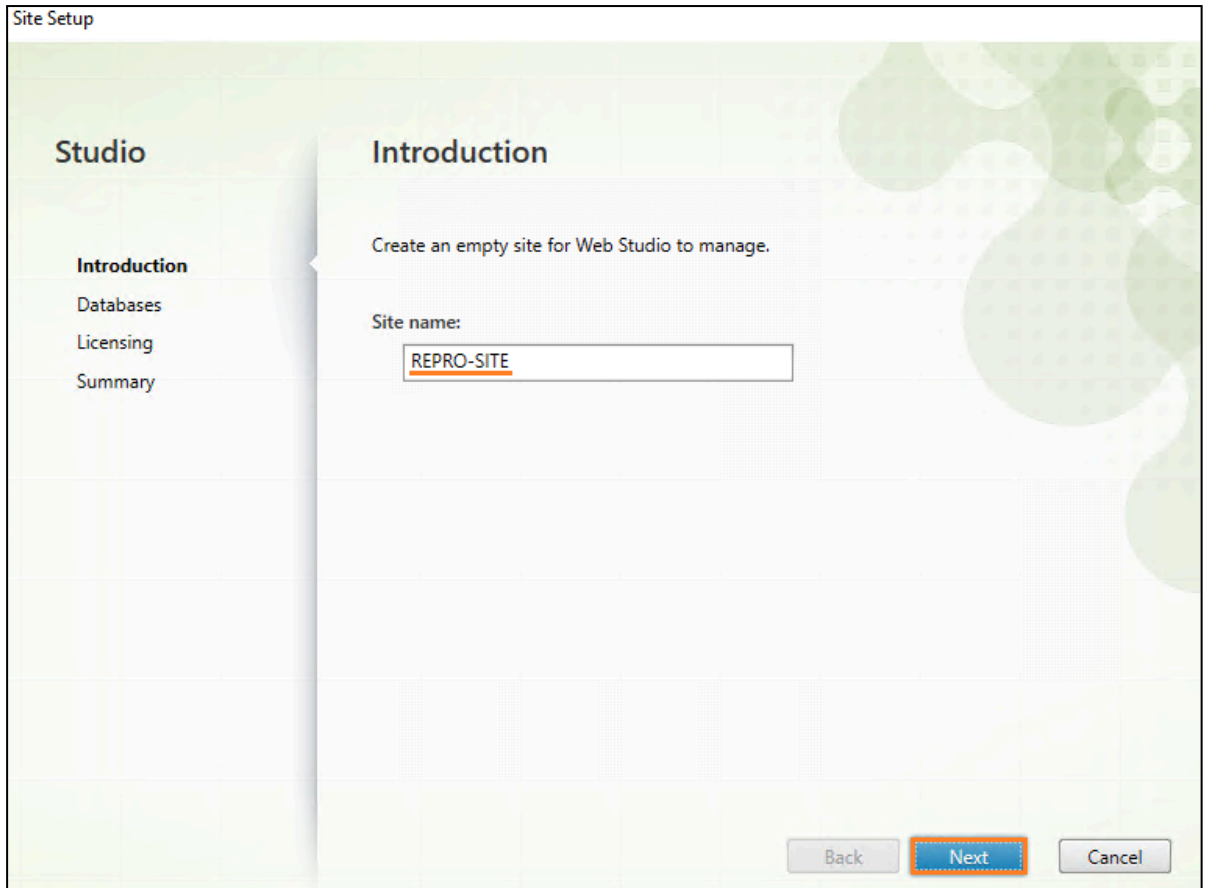 Site Setup
Studio
Introduction
Databases
Licensing
Summary
Introduction
Create an empty site for Web Studio to manage.
Site name:
REPRO-SITE
Back
Next
Cancel